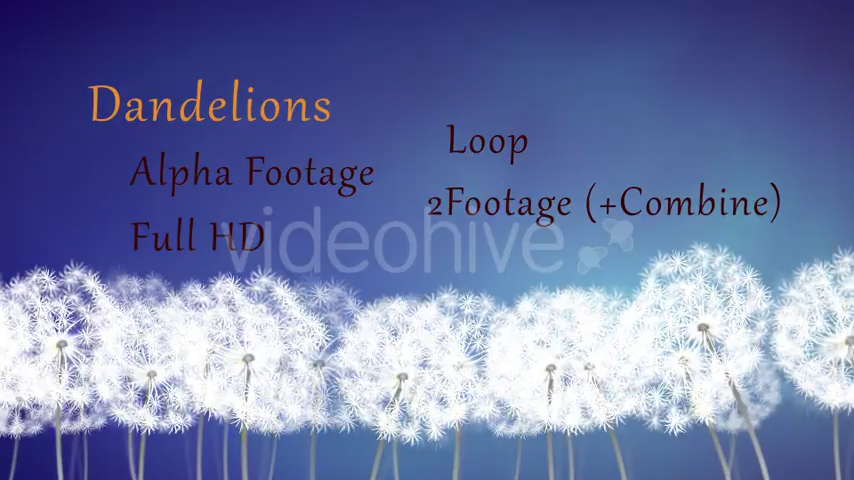 Dandelions
Alpha Footage
Full HD
Loop
2Footage (+Combine)
videohive